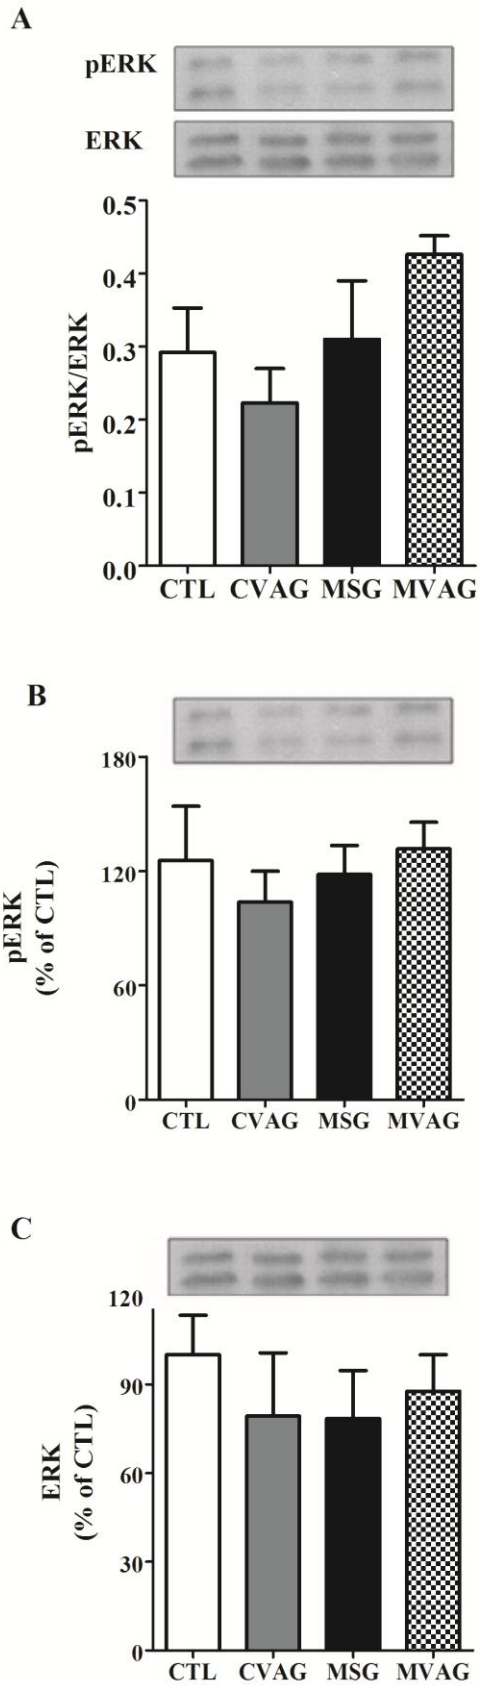 A
pERK
ERK
0.5
0.4
0.3
0.2
0.1
0.0
pERK/ERK
CTL CVAG MSG MVAG
B
180
120
60
0
pERK
(% of CTL)
CTL CVAG MSG MVAG
C
120
90
60
30
0
ERK
(% of CTL)
CTL CVAG MSG MVAG